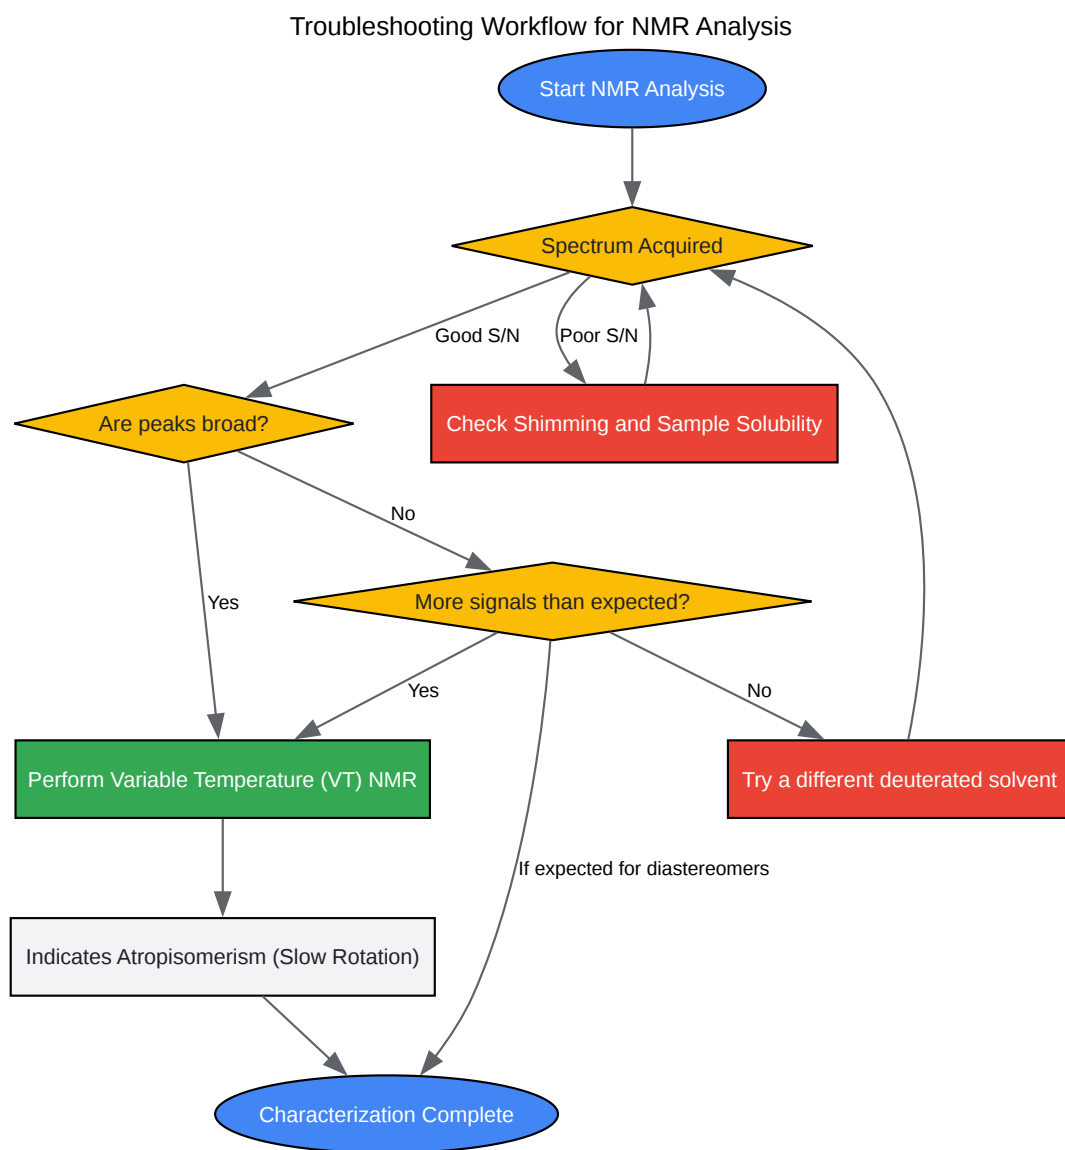 Troubleshooting Workflow for NMR Analysis
Start NMR Analysis
Spectrum Acquired
Good S/N
Poor S/N
Are peaks broad?
Check Shimming and Sample Solubility
No
Yes
More signals than expected?
Yes
No
Perform Variable Temperature (VT) NMR
Try a different deuterated solvent
If expected for diastereomers
Indicates Atropisomerism (Slow Rotation)
Characterization Complete